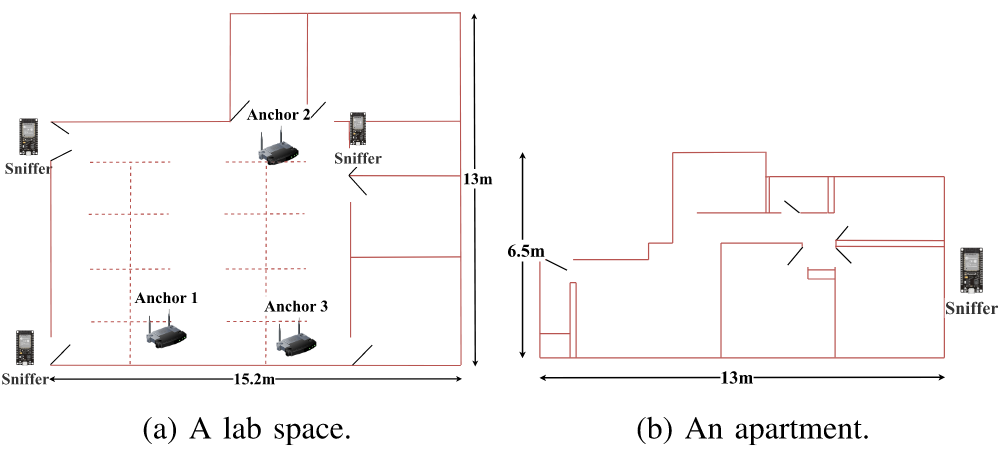 Anchor 2
Sniffer
Sniffer
13m
Anchor 1
Anchor 3
Sniffer
15.2m
6.5m
Sniffer
13m
(a) A lab space.
(b) An apartment.